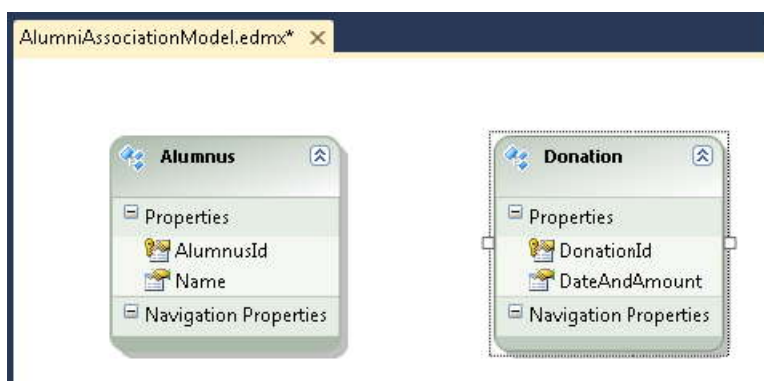 AlumniAssociationModel.edmx*
Alumnus
Properties
AlumnusId
Name
Navigation Properties
Donation
Properties
DonationId
DateAndAmount
Navigation Properties